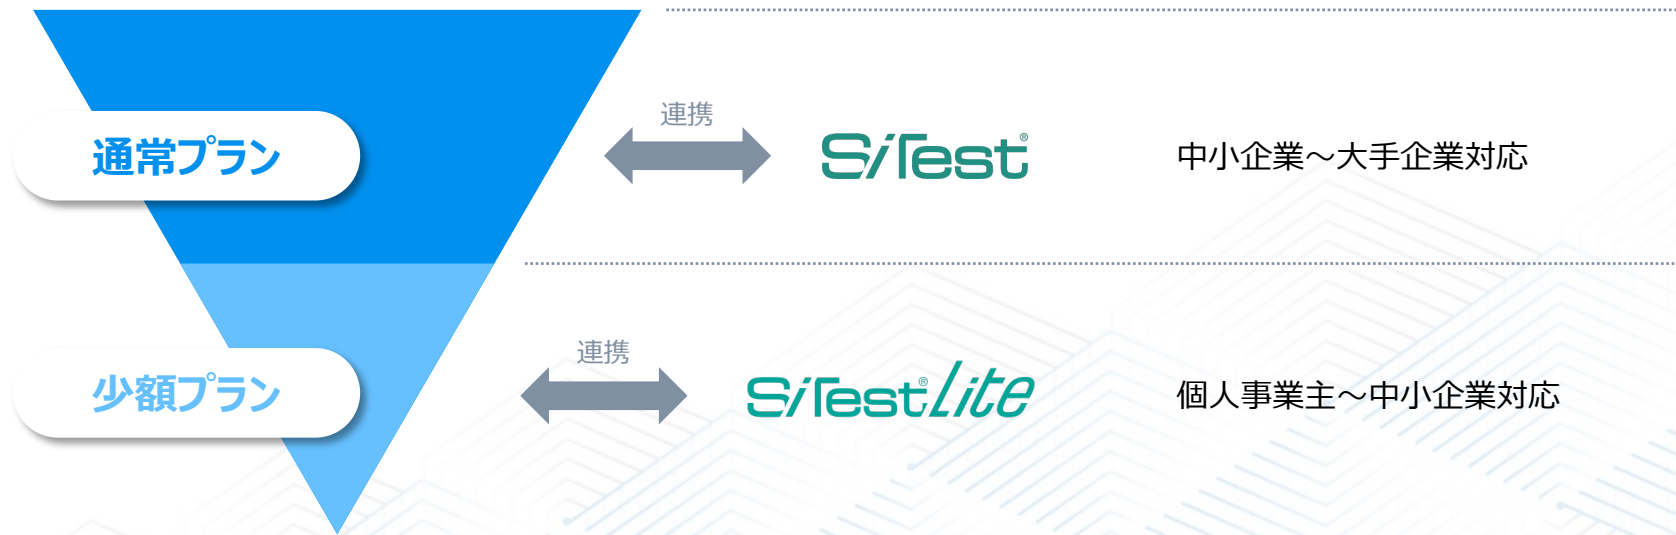 連携
通常プラン
SiTest®
中小企業～大手企業対応
連携
少額プラン
SiTest® Lite
個人事業主～中小企業対応